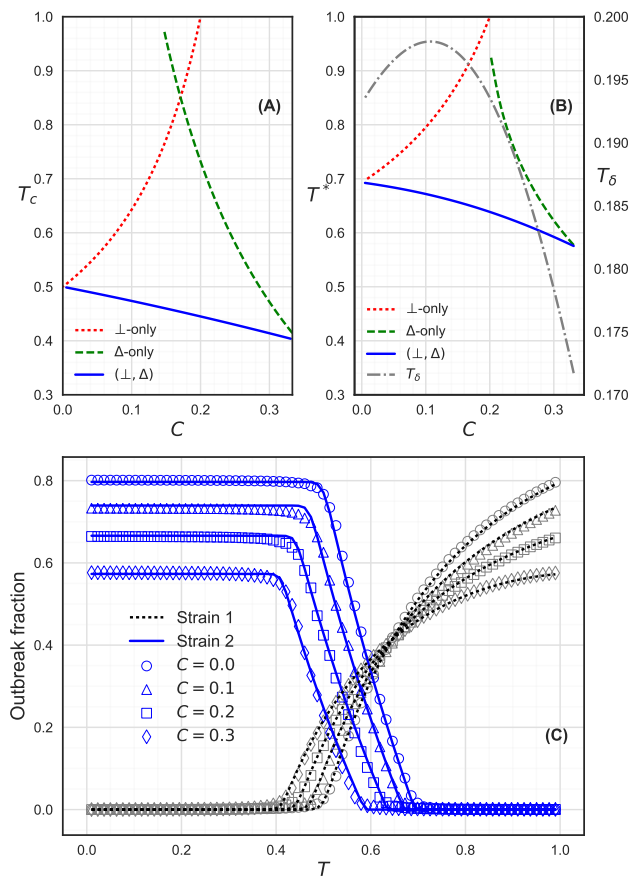 1.0
0.9
0.8
T_c
0.7
0.6
0.5
0.4
0.3
(A)
⊥-only
Δ-only
(⊥, Δ)
0.0 0.1 0.2 0.3
C
1.0
0.9
0.8
T*
0.7
0.6
0.5
0.4
0.3
(B)
⊥-only
Δ-only
(⊥, Δ)
T_δ
0.200
0.195
0.190
T_δ
0.185
0.180
0.175
0.170
0.0 0.1 0.2 0.3
C
0.8
0.6
0.4
0.2
0.0
Outbreak fraction
Strain 1
Strain 2
C = 0.0
C = 0.1
C = 0.2
C = 0.3
(C)
0.0 0.2 0.4 0.6 0.8 1.0
T